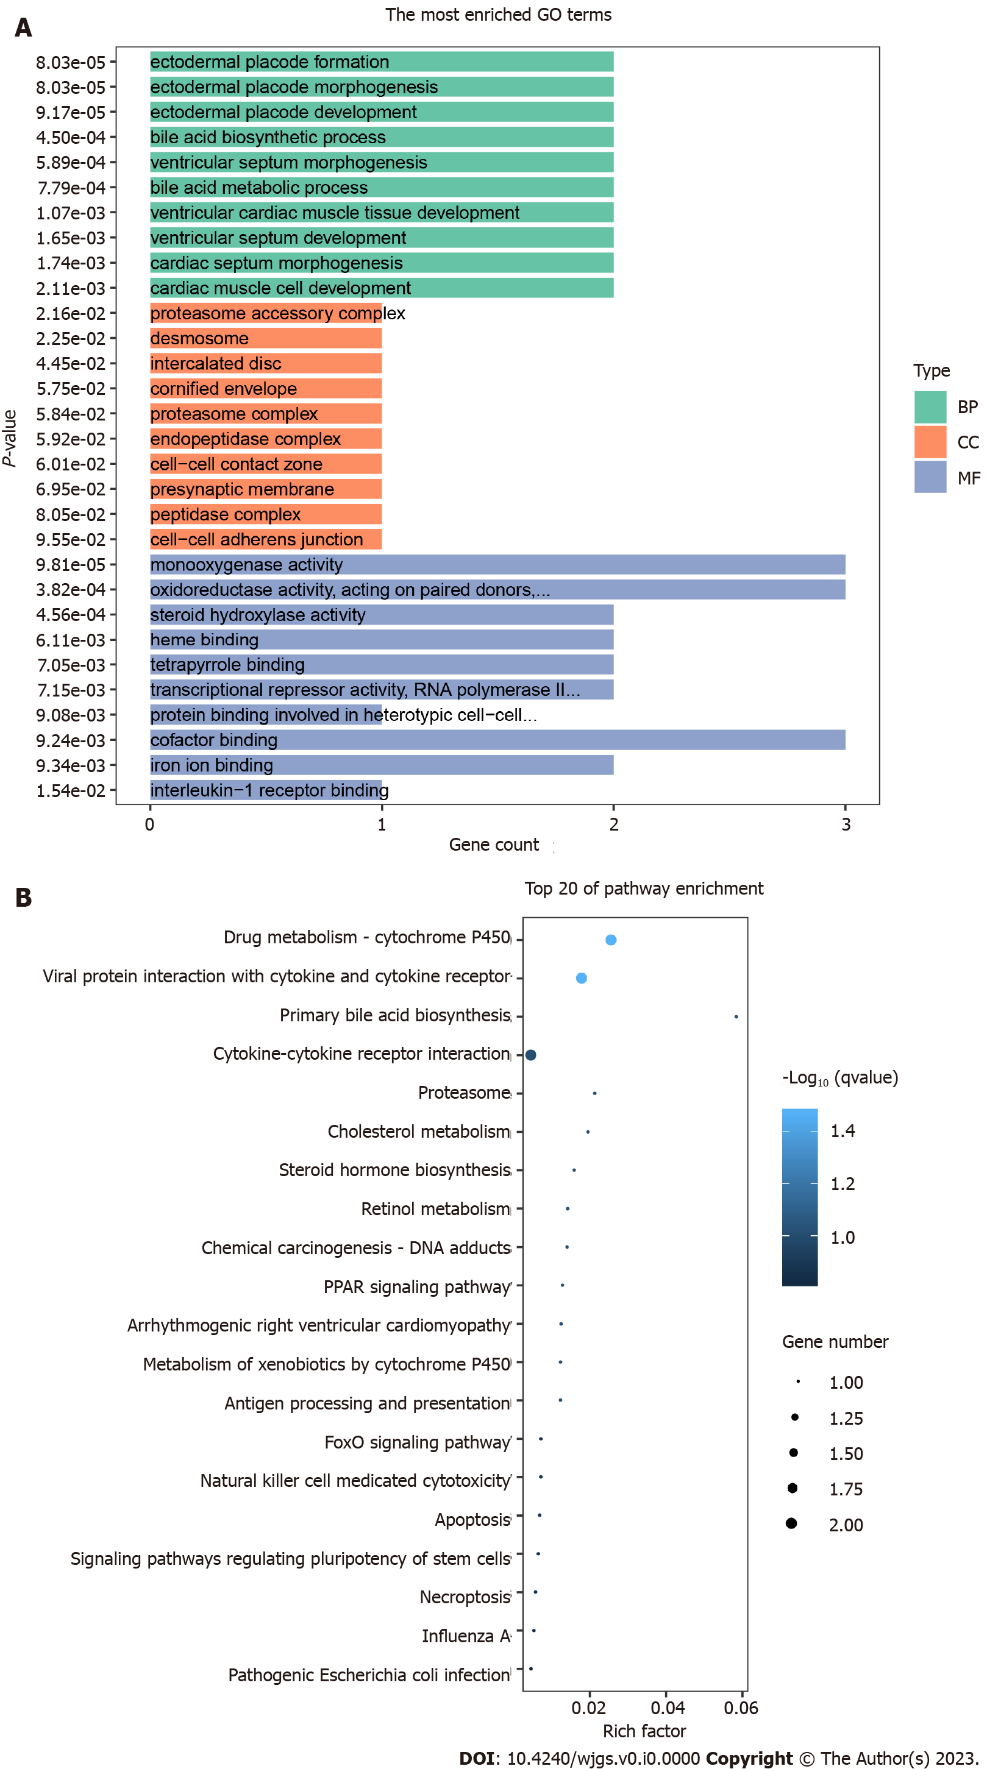 A
The most enriched GO terms
8.03e-05 ectodermal placode formation
8.03e-05 ectodermal placode morphogenesis
9.17e-05 ectodermal placode development
4.50e-04 bile acid biosynthetic process
5.89e-04 ventricular septum morphogenesis
7.79e-04 bile acid metabolic process
1.07e-03 ventricular cardiac muscle tissue development
1.65e-03 ventricular septum development
1.74e-03 cardiac septum morphogenesis
2.11e-03 cardiac muscle cell development
2.16e-02 proteasome accessory complex
2.25e-02 desmosome
4.45e-02 intercalated disc
5.75e-02 cornified envelope
5.84e-02 proteasome complex
5.92e-02 endopeptidase complex
6.01e-02 cell−cell contact zone
6.95e-02 presynaptic membrane
8.05e-02 peptidase complex
9.55e-02 cell−cell adherens junction
9.81e-05 monooxygenase activity
3.82e-04 oxidoreductase activity, acting on paired donors,...
4.56e-04 steroid hydroxylase activity
6.11e-03 heme binding
7.05e-03 tetrapyrrole binding
7.15e-03 transcriptional repressor activity, RNA polymerase II...
9.08e-03 protein binding involved in heterotypic cell−cell...
9.24e-03 cofactor binding
9.34e-03 iron ion binding
1.54e-02 interleukin−1 receptor binding
P-value
0 1 2 3
Gene count
Type
BP
CC
MF
B
Top 20 of pathway enrichment
Drug metabolism - cytochrome P450
Viral protein interaction with cytokine and cytokine receptor
Primary bile acid biosynthesis
Cytokine-cytokine receptor interaction
Proteasome
Cholesterol metabolism
Steroid hormone biosynthesis
Retinol metabolism
Chemical carcinogenesis - DNA adducts
PPAR signaling pathway
Arrhythmogenic right ventricular cardiomyopathy
Metabolism of xenobiotics by cytochrome P450
Antigen processing and presentation
FoxO signaling pathway
Natural killer cell medicated cytotoxicity
Apoptosis
Signaling pathways regulating pluripotency of stem cells
Necroptosis
Influenza A
Pathogenic Escherichia coli infection
0.02 0.04 0.06
Rich factor
-Log₁₀ (qvalue)
1.4
1.2
1.0
Gene number
1.00
1.25
1.50
1.75
2.00
DOI: 10.4240/wjgs.v0.i0.0000 Copyright © The Author(s) 2023.